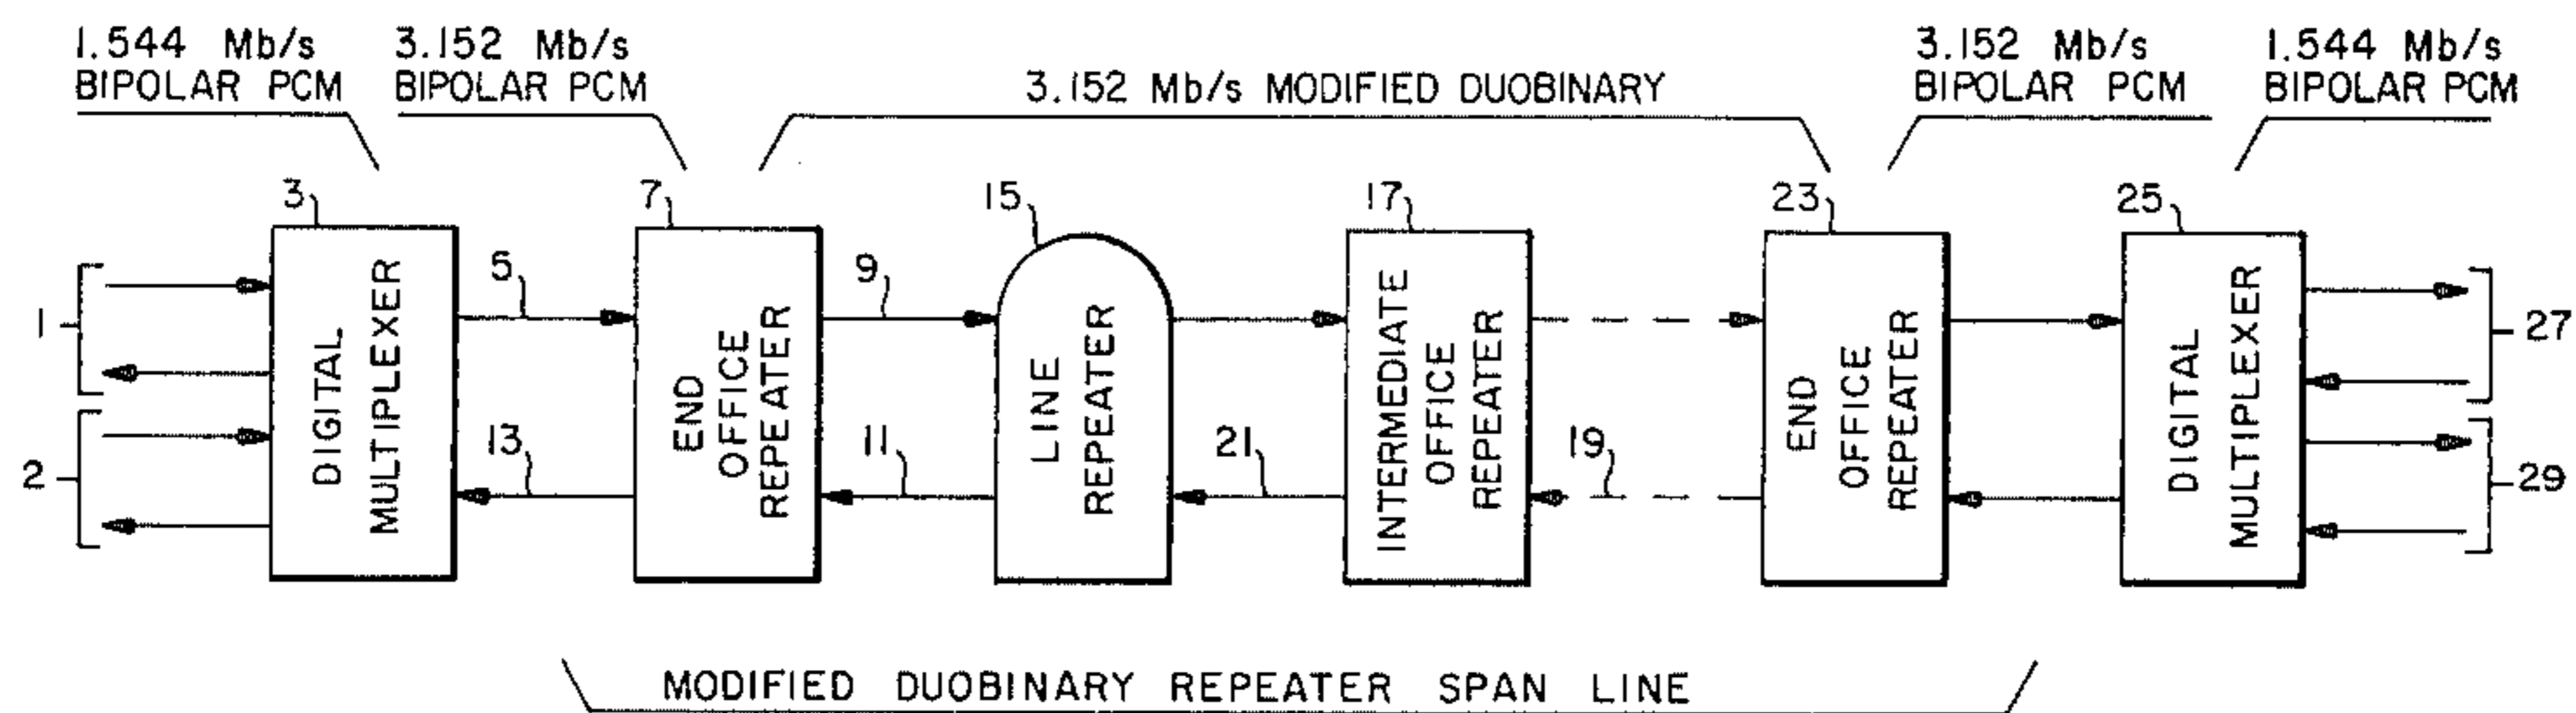 1.544 Mb/s
BIPOLAR PCM
3.152 Mb/s
BIPOLAR PCM
3.152 Mb/s MODIFIED DUOBINARY
3.152 Mb/s
BIPOLAR PCM
1.544 Mb/s
BIPOLAR PCM
3
7
15
17
23
25
1
2
5
13
9
11
21
19
27
29
DIGITAL
MULTIPLEXER
END
OFFICE
REPEATER
LINE
REPEATER
INTERMEDIATE
OFFICE
REPEATER
END
OFFICE
REPEATER
DIGITAL
MULTIPLEXER
MODIFIED DUOBINARY REPEATER SPAN LINE